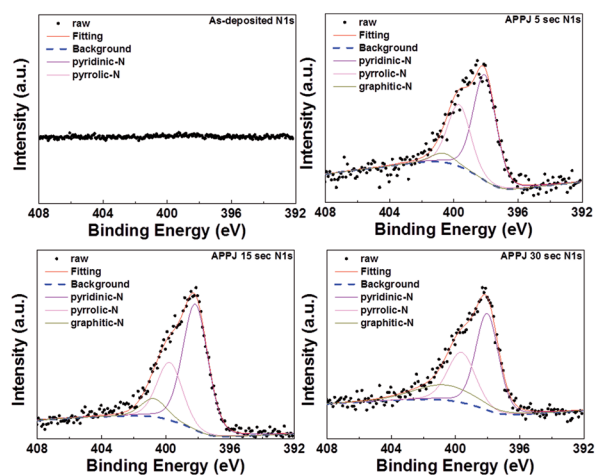 As-deposited N1s
raw
Fitting
Background
pyridinic-N
pyrrolic-N
Intensity (a.u.)
408 404 400 396 392
Binding Energy (eV)
APPJ 5 sec N1s
raw
Fitting
Background
pyridinic-N
pyrrolic-N
graphitic-N
Intensity (a.u.)
408 404 400 396 392
Binding Energy (eV)
APPJ 15 sec N1s
raw
Fitting
Background
pyridinic-N
pyrrolic-N
graphitic-N
Intensity (a.u.)
408 404 400 396 392
Binding Energy (eV)
APPJ 30 sec N1s
raw
Fitting
Background
pyridinic-N
pyrrolic-N
graphitic-N
Intensity (a.u.)
408 404 400 396 392
Binding Energy (eV)